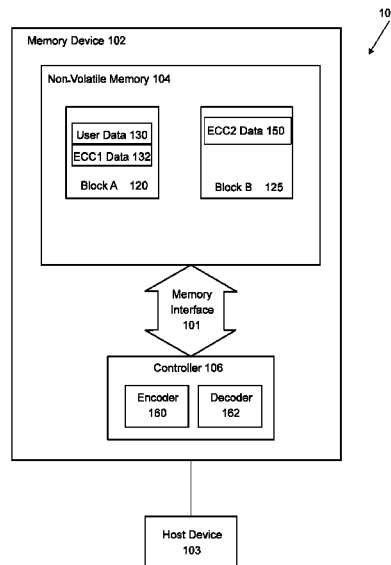 10
Memory Device 102
Non-Volatile Memory 104
User Data 130
ECC1 Data 132
Block A 120
ECC2 Data 150
Block B 125
Memory
Interface
101
Controller 106
Encoder
160
Decoder
162
Host Device
103